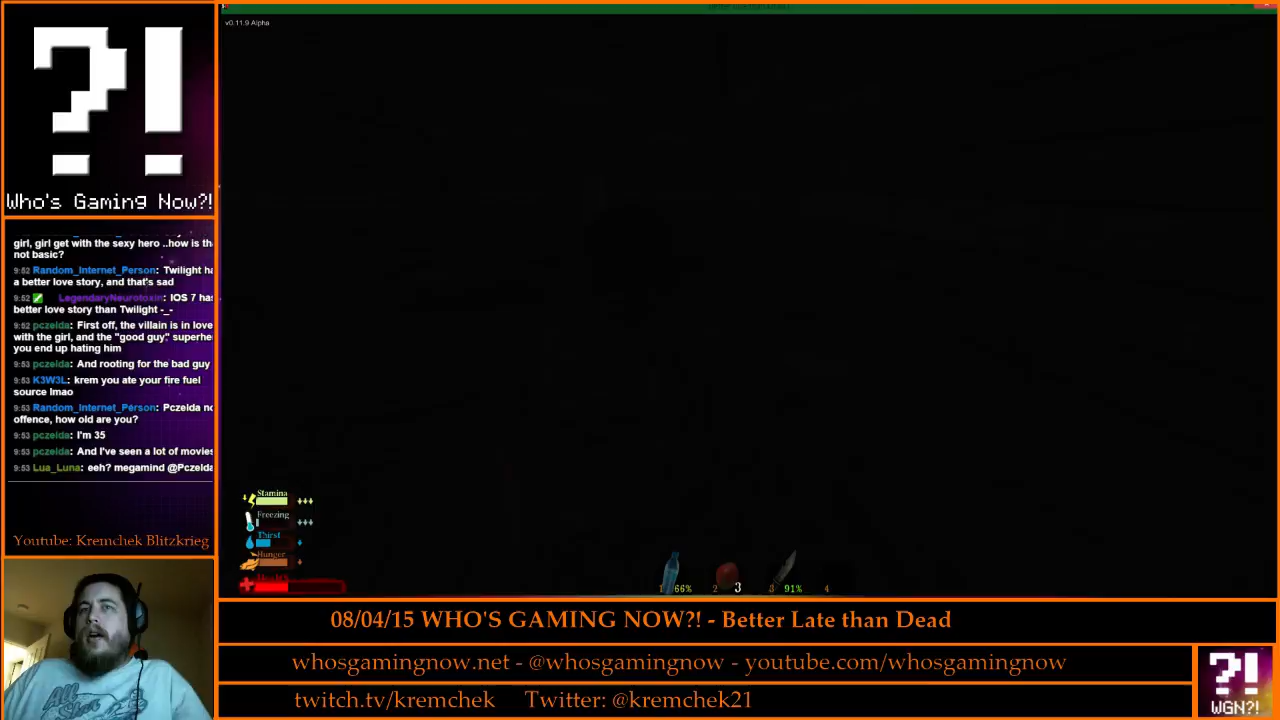 v0.11.9 Alpha
?!
Who's Gaming Now?!
girl, girl get with the sexy hero ..how is th
not basic?
9:52 Random_Internet_Person: Twilight ha
a better love story, and that's sad
9:52 LegendaryNeurotoxin: IOS 7 has
better love story than Twilight -_-
9:52 pczelda: First off, the villain is in love
with the girl, and the "good guy" superhe
you end up hating him
9:53 pczelda: And rooting for the bad guy
9:53 K3W3L: krem you ate your fire fuel
source lmao
9:53 Random_Internet_Person: Pczelda no
offence, how old are you?
9:53 pczelda: I'm 35
9:53 pczelda: And I've seen a lot of movies
9:53 Lua_Luna: eeh? megamind @Pczelda
Youtube: Kremchek Blitzkrieg
Stamina
Freezing
Thirst
Hunger
Health
1 66% 2 3 3 91% 4
08/04/15 WHO'S GAMING NOW?! - Better Late than Dead
whosgamingnow.net - @whosgamingnow - youtube.com/whosgamingnow
twitch.tv/kremchek Twitter: @kremchek21
?!
WGN?!